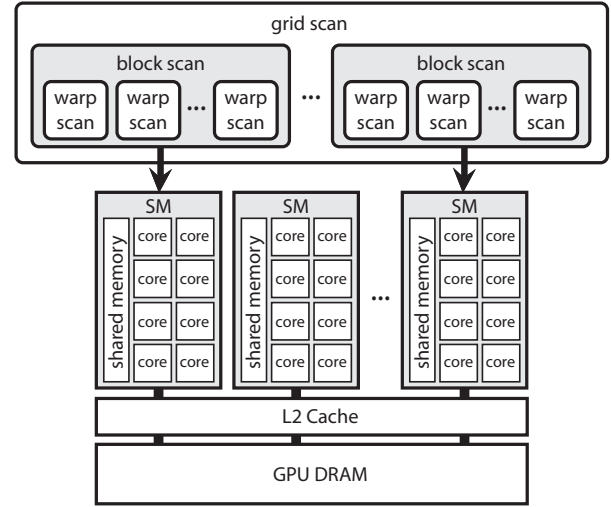 grid scan
block scan
block scan
warp scan
warp scan
...
warp scan
...
warp scan
warp scan
...
warp scan
SM
SM
SM
shared memory
core core
core core
core core
core core
shared memory
core core
core core
core core
core core
...
shared memory
core core
core core
core core
core core
L2 Cache
GPU DRAM